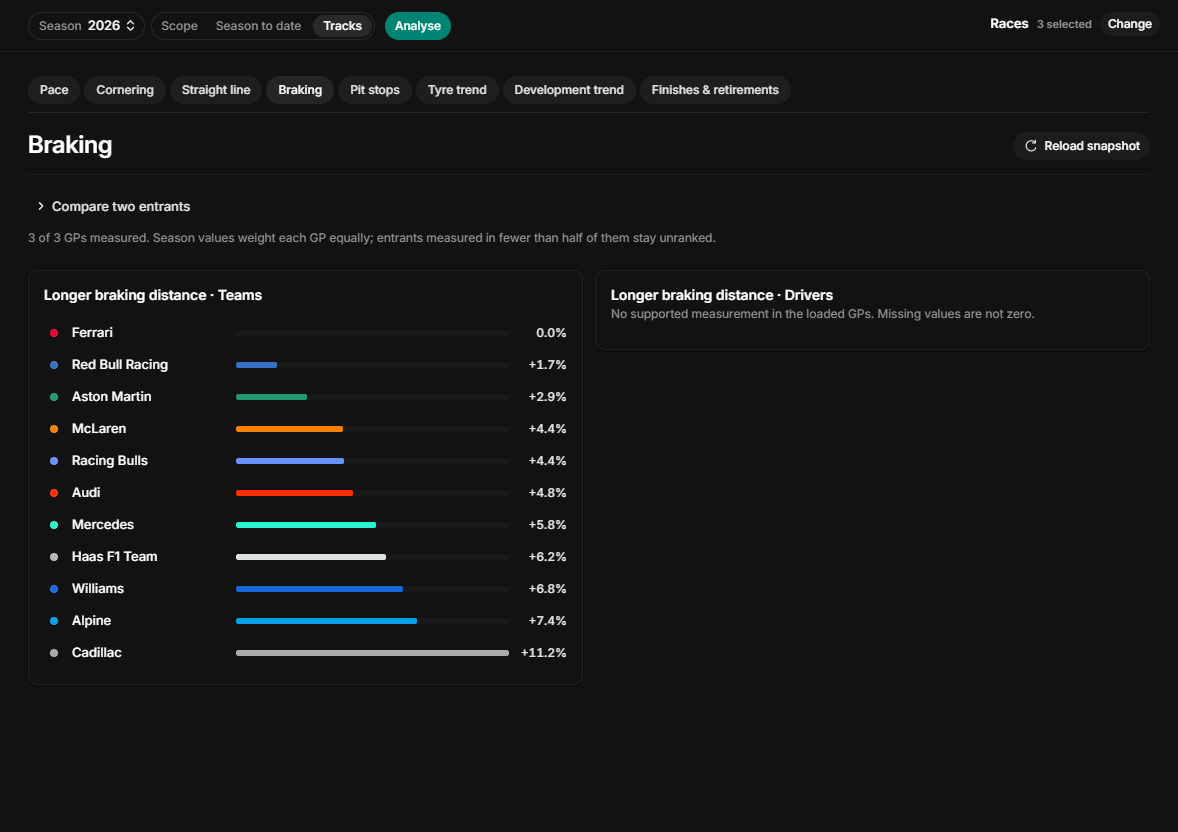 Season 2026 Scope Season to date Tracks Analyse Races 3 selected Change
Pace Cornering Straight line Braking Pit stops Tyre trend Development trend Finishes & retirements
Braking
Reload snapshot
Compare two entrants
3 of 3 GPs measured. Season values weight each GP equally; entrants measured in fewer than half of them stay unranked.
Longer braking distance · Teams
Ferrari 0.0%
Red Bull Racing +1.7%
Aston Martin +2.9%
McLaren +4.4%
Racing Bulls +4.4%
Audi +4.8%
Mercedes +5.8%
Haas F1 Team +6.2%
Williams +6.8%
Alpine +7.4%
Cadillac +11.2%
Longer braking distance · Drivers
No supported measurement in the loaded GPs. Missing values are not zero.